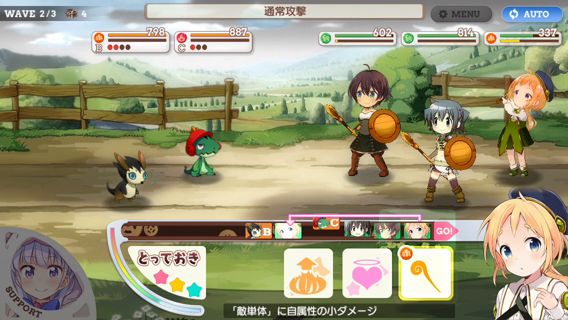 WAVE 2/3 4
通常攻撃
MENU
AUTO
798
B
887
C
602
814
337
B
C
GO!
とっておき
SUPPORT
「敵単体」に自属性の小ダメージ